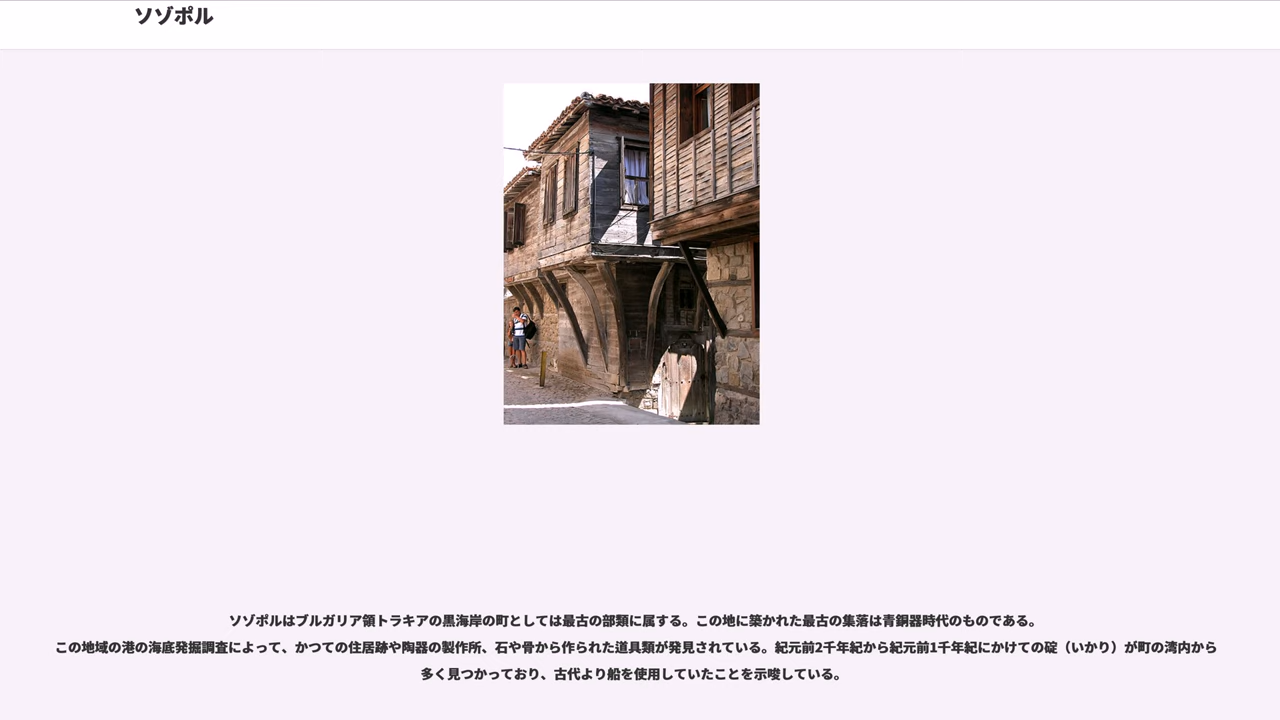 ソゾポル
ソゾポルはブルガリア領トラキアの黒海岸の町としては最古の部類に属する。この地に築かれた最古の集落は青銅器時代のものである。
この地域の港の海底発掘調査によって、かつての住居跡や陶器の製作所、石や骨から作られた道具類が発見されている。紀元前2千年紀から紀元前1千年紀にかけての碇（いかり）が町の湾内から
多く見つかっており、古代より船を使用していたことを示唆している。